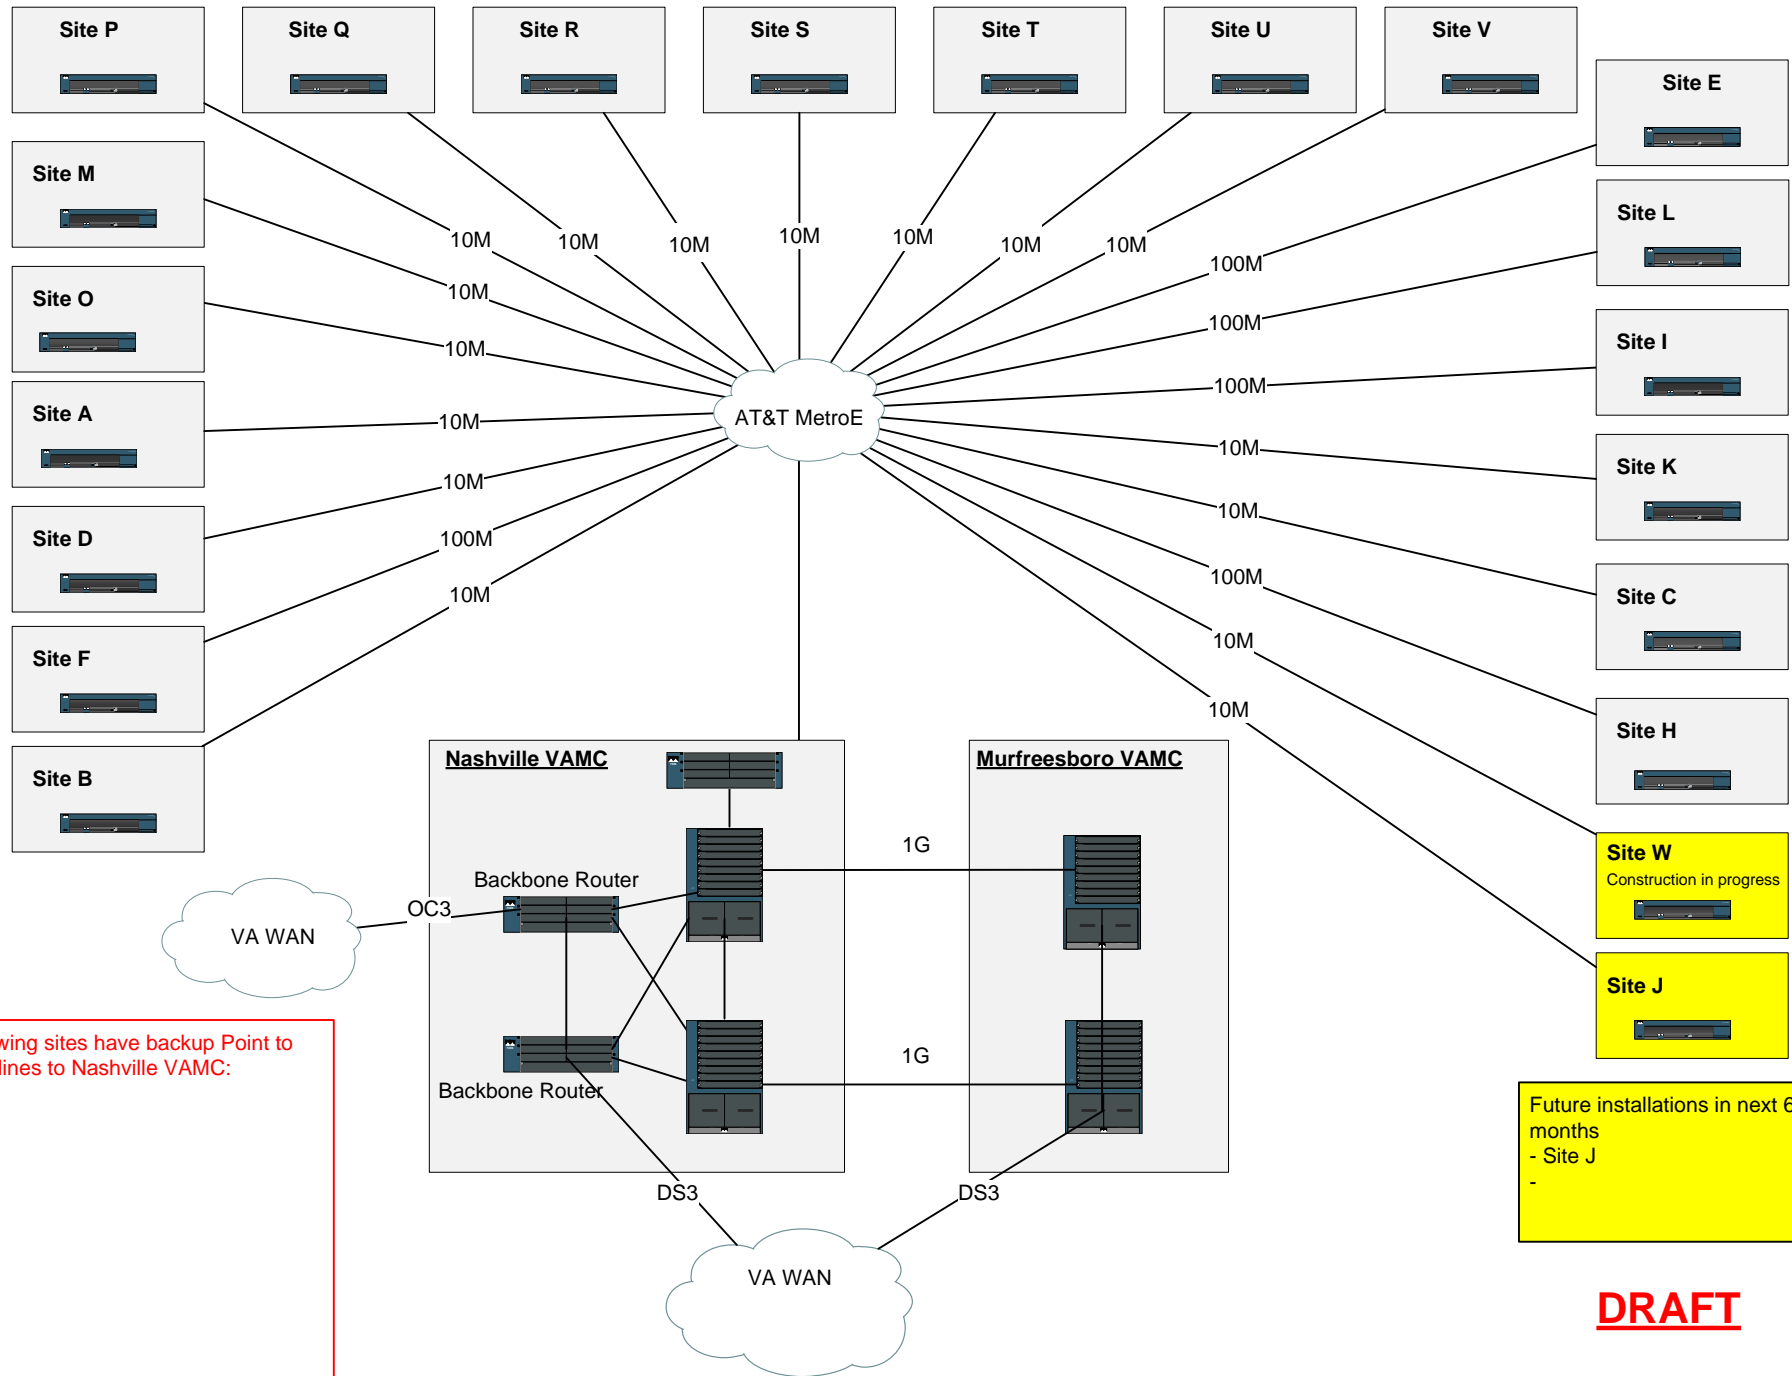 Site P
Site Q
Site R
Site S
Site T
Site U
Site V
Site E
Site M
Site L
Site O
Site I
Site A
Site K
Site D
Site C
Site F
Site H
Site B
10M
10M
10M
10M
10M
10M
10M
100M
10M
100M
10M
100M
10M
10M
10M
10M
100M
100M
10M
10M
10M
AT&T MetroE
Nashville VAMC
Murfreesboro VAMC
Site W
Construction in progress
Site J
1G
Backbone Router
OC3
VA WAN
1G
Backbone Router
wing sites have backup Point to
lines to Nashville VAMC:
DS3
DS3
VA WAN
Future installations in next 6
months
- Site J
-
DRAFT